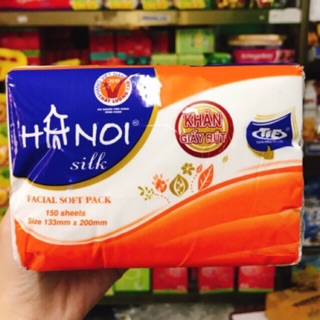 HANOI®
silk
KHĂN
GIẤY RÚT
FACIAL SOFT PACK
150 sheets
Size 133mm x 200mm